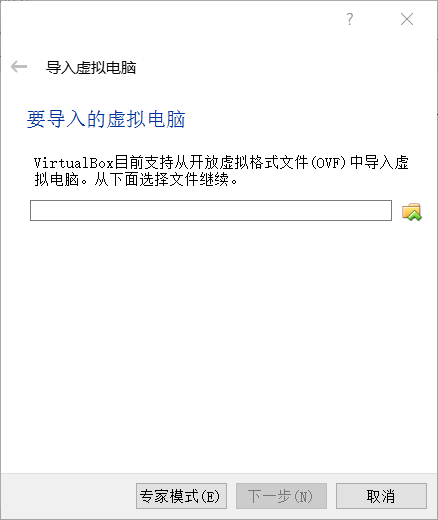 ?
导入虚拟电脑
要导入的虚拟电脑
VirtualBox目前支持从开放虚拟格式文件(OVF)中导入虚
拟电脑。从下面选择文件继续。
专家模式(E) 下一步(N) 取消